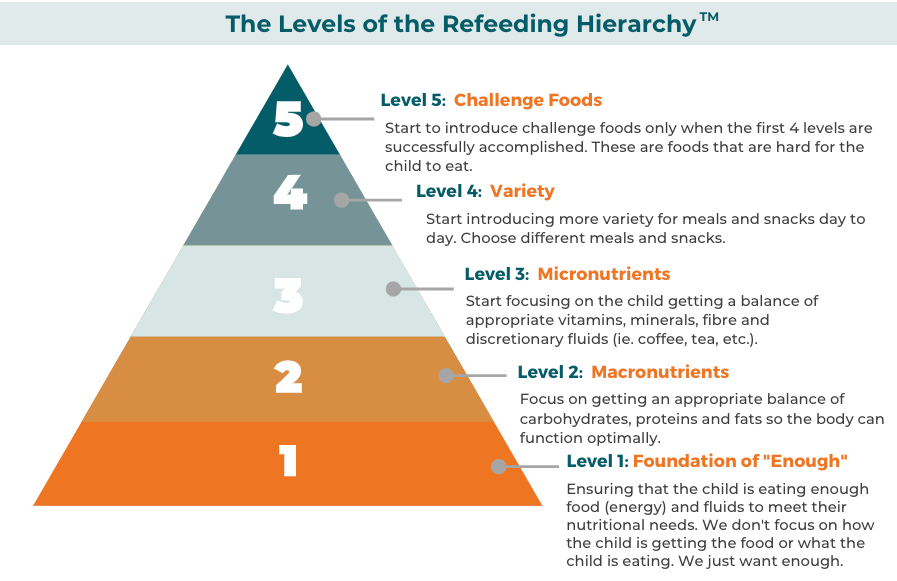 The Levels of the Refeeding Hierarchy™
5
Level 5: Challenge Foods
Start to introduce challenge foods only when the first 4 levels are
successfully accomplished. These are foods that are hard for the
child to eat.
4
Level 4: Variety
Start introducing more variety for meals and snacks day to
day. Choose different meals and snacks.
3
Level 3: Micronutrients
Start focusing on the child getting a balance of
appropriate vitamins, minerals, fibre and
discretionary fluids (ie. coffee, tea, etc.).
2
Level 2: Macronutrients
Focus on getting an appropriate balance of
carbohydrates, proteins and fats so the body can
function optimally.
1
Level 1: Foundation of "Enough"
Ensuring that the child is eating enough
food (energy) and fluids to meet their
nutritional needs. We don't focus on how
the child is getting the food or what the
child is eating. We just want enough.